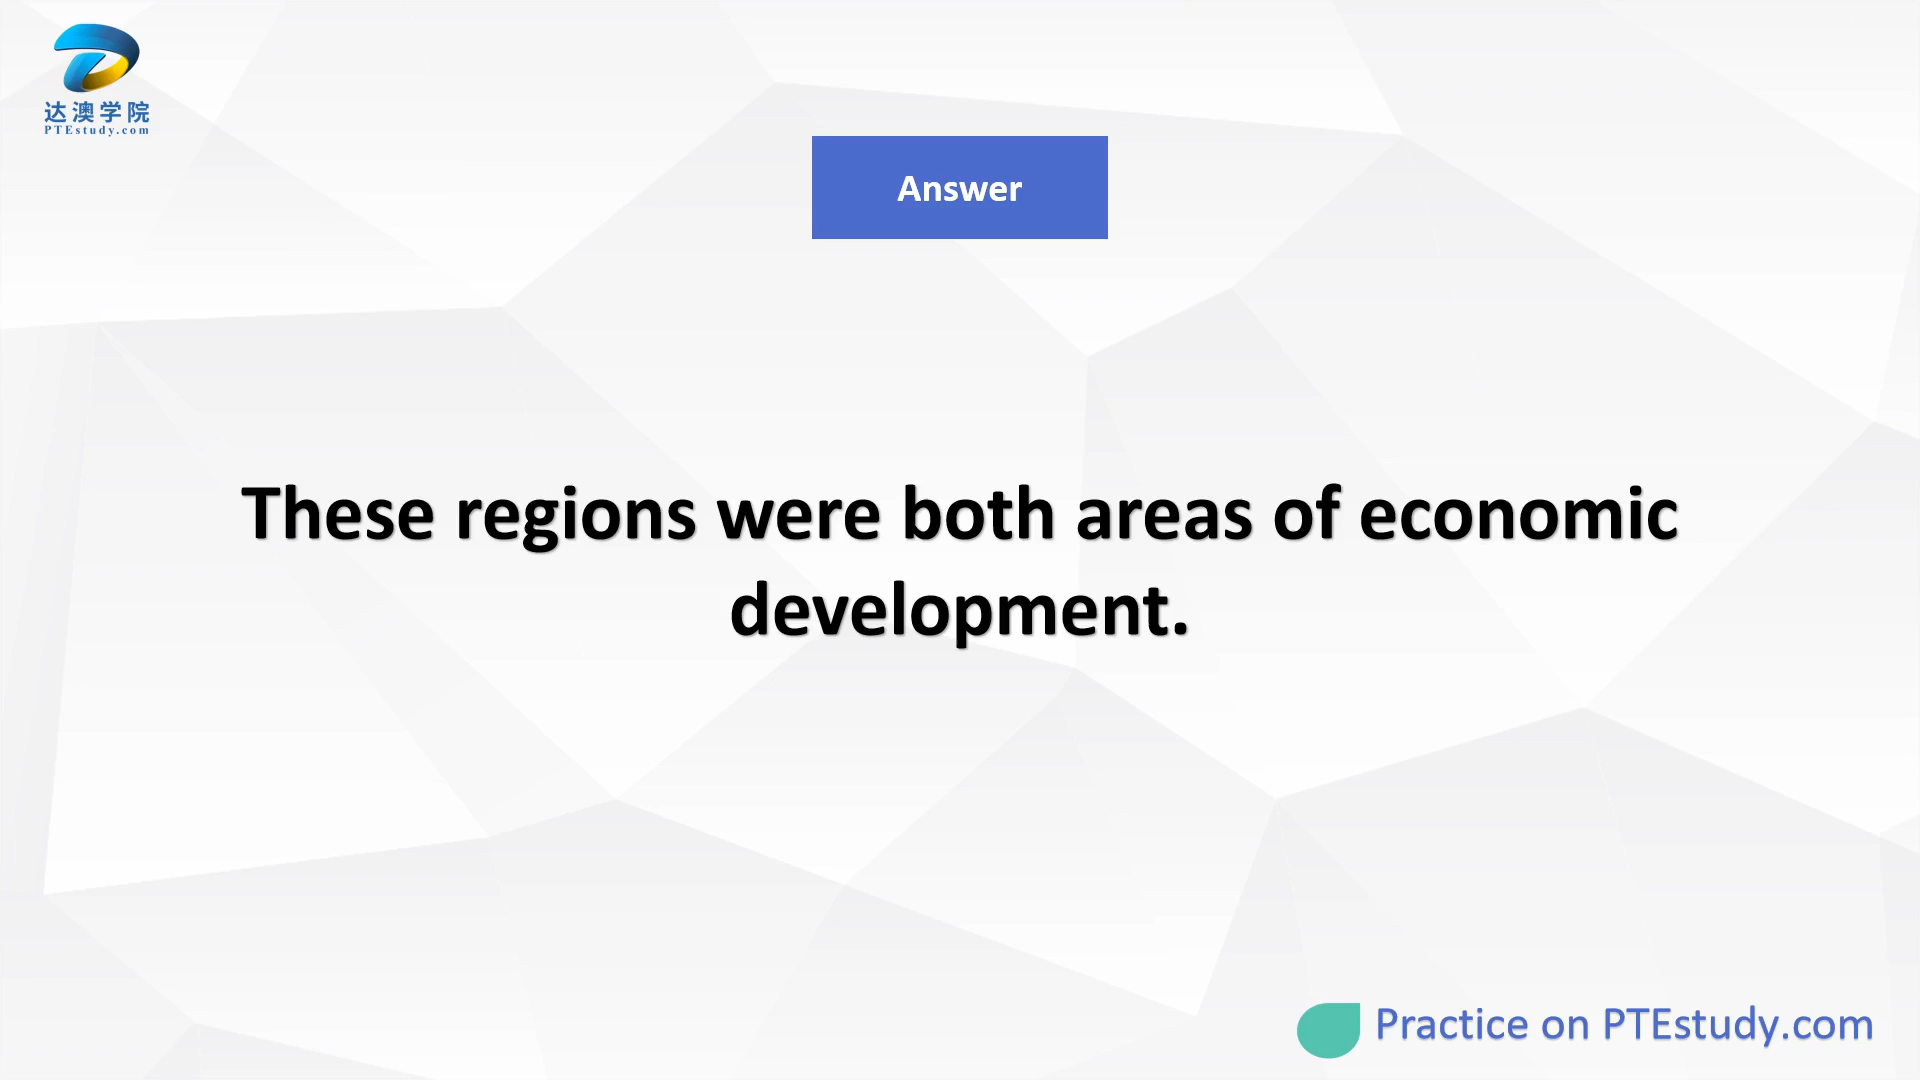 达澳学院
PTEstudy.com
Answer
These regions were both areas of economic
development.
Practice on PTEstudy.com